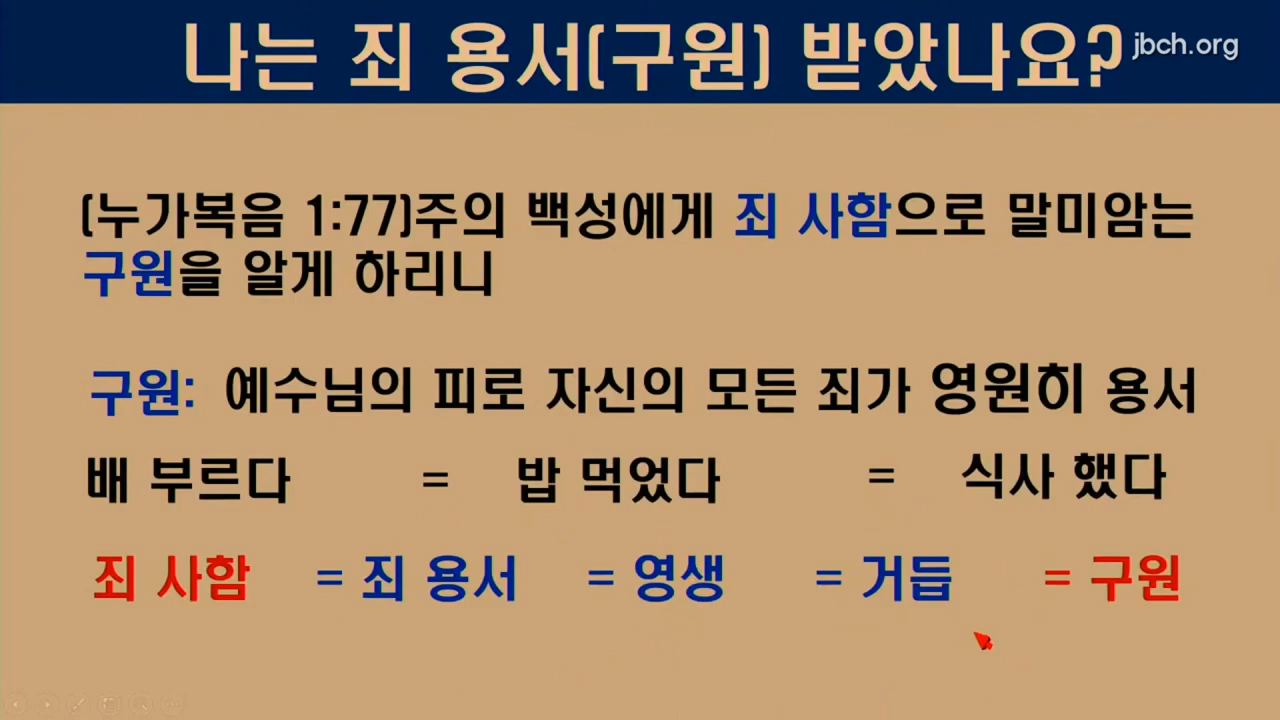 나는 죄 용서(구원) 받았나요?
jbch.org
(누가복음 1:77)주의 백성에게 죄 사함으로 말미암는
구원을 알게 하리니
구원: 예수님의 피로 자신의 모든 죄가 영원히 용서
배 부르다 = 밥 먹었다 = 식사 했다
죄 사함 = 죄 용서 = 영생 = 거듭 = 구원